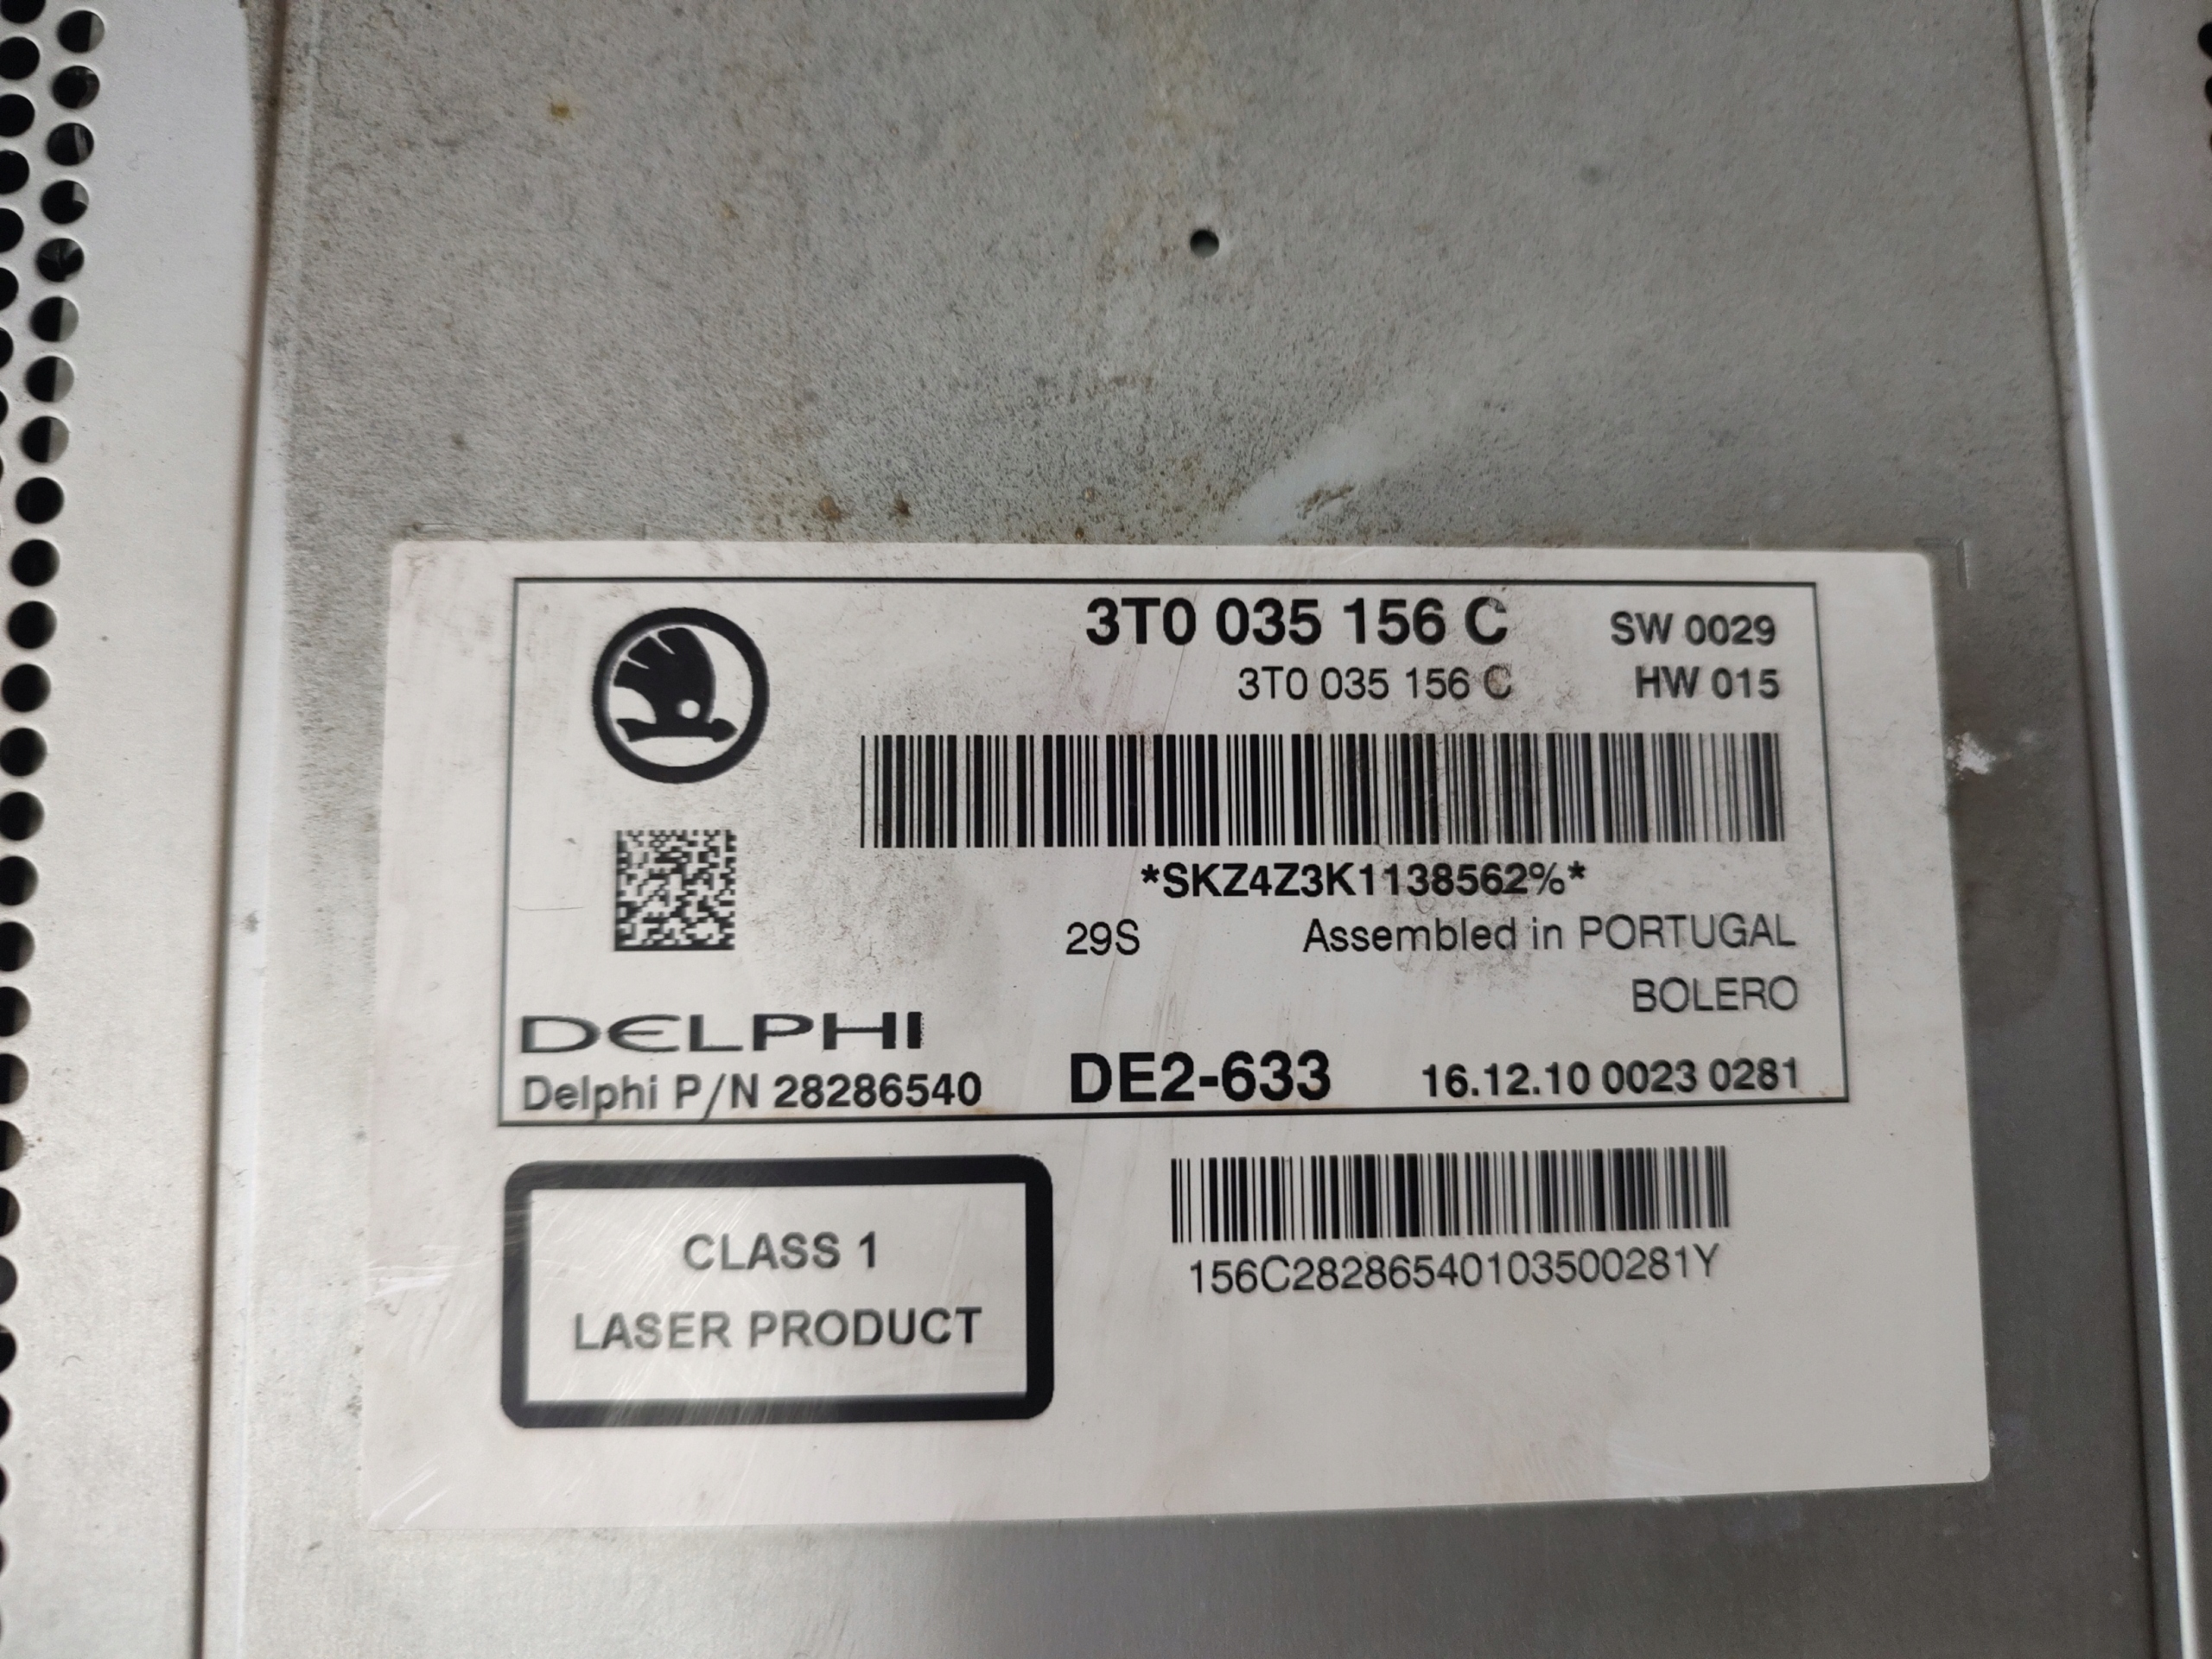 3T0 035 156 C SW 0029
3T0 035 156 C HW 015
*SKZ4Z3K1138562%*
29S Assembled in PORTUGAL
BOLERO
DELPHI
Delphi P/N 28286540 DE2-633 16.12.10 0023 0281
CLASS 1
LASER PRODUCT
156C28286540103500281Y